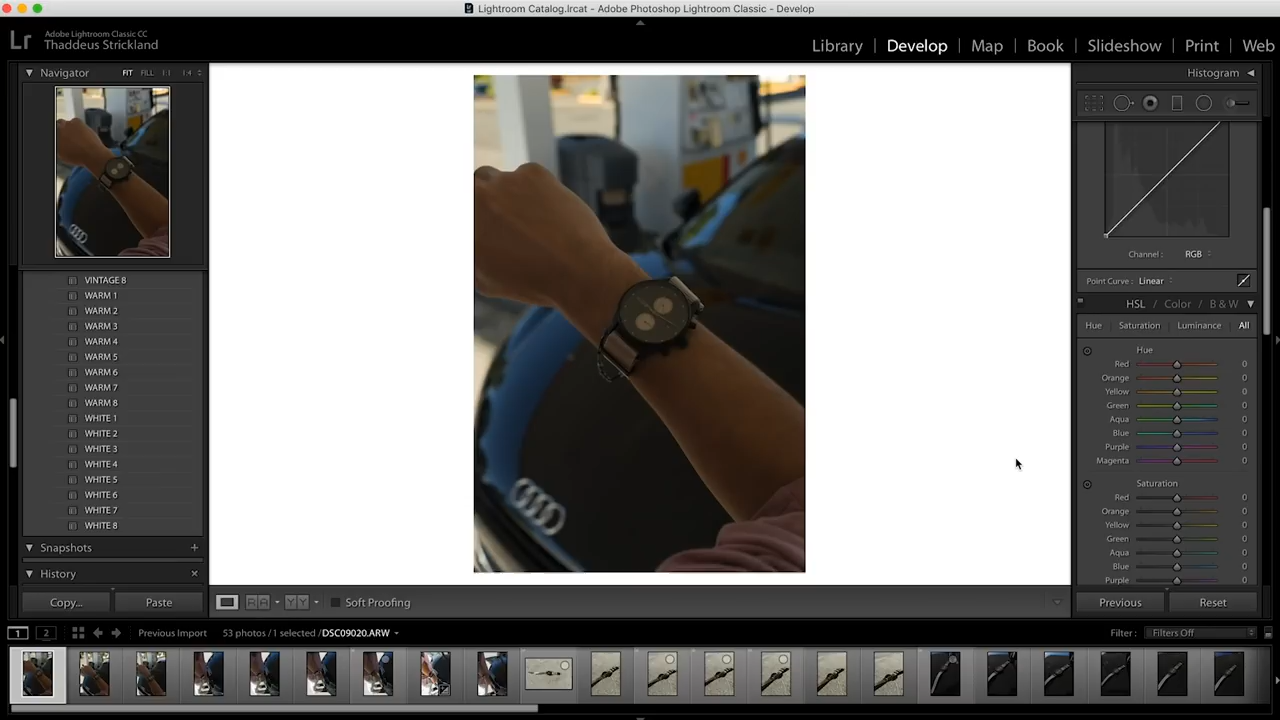 Lightroom Catalog.lrcat - Adobe Photoshop Lightroom Classic - Develop
Lr
Adobe Lightroom Classic CC
Thaddeus Strickland
Library | Develop | Map | Book | Slideshow | Print | Web
Navigator FIT FILL 1:1 1:4
Histogram
VINTAGE 8
WARM 1
WARM 2
WARM 3
WARM 4
WARM 5
WARM 6
WARM 7
WARM 8
WHITE 1
WHITE 2
WHITE 3
WHITE 4
WHITE 5
WHITE 6
WHITE 7
WHITE 8
Snapshots +
History ×
Copy... Paste
Channel: RGB
Point Curve: Linear
HSL / Color / B & W
Hue Saturation Luminance All
Hue
Red 0
Orange 0
Yellow 0
Green 0
Aqua 0
Blue 0
Purple 0
Magenta 0
Saturation
Red 0
Orange 0
Yellow 0
Green 0
Aqua 0
Blue 0
Purple 0
Soft Proofing
Previous Reset
1 2 Previous Import 53 photos / 1 selected / DSC09020.ARW
Filter: Filters Off